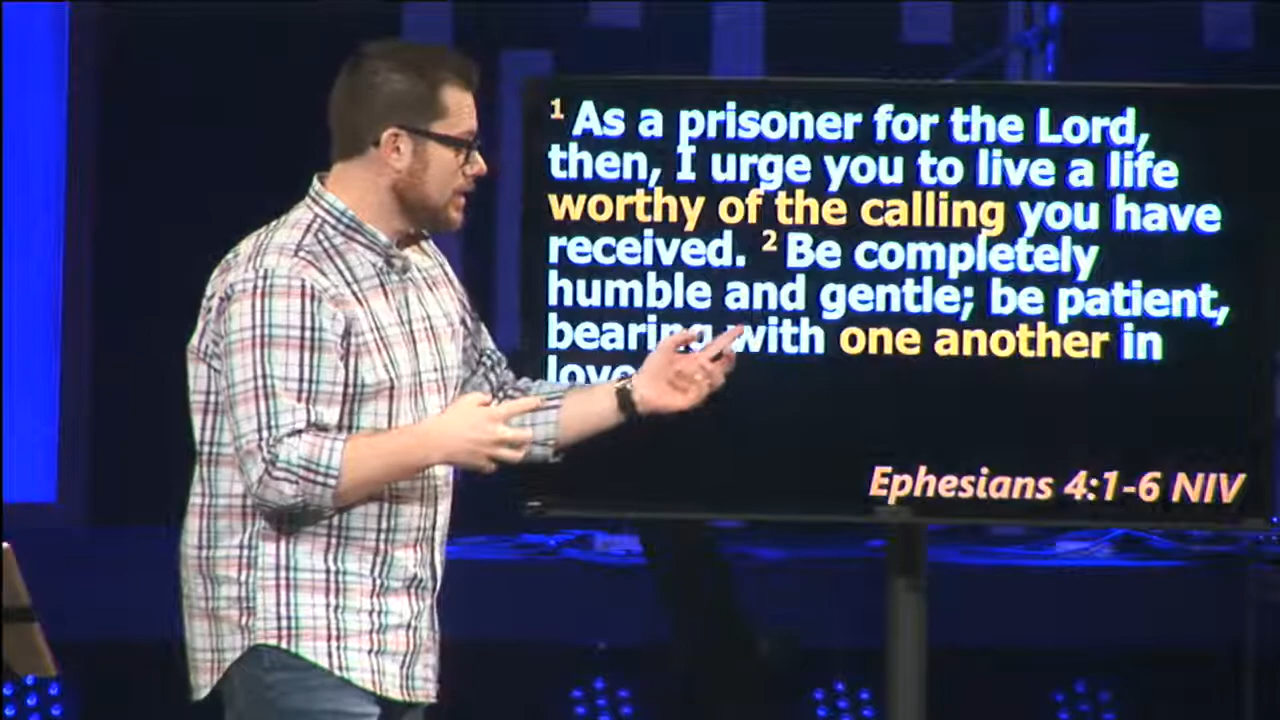 1 As a prisoner for the Lord,
then, I urge you to live a life
worthy of the calling you have
received. 2 Be completely
humble and gentle; be patient,
bearing with one another in
love
Ephesians 4:1-6 NIV